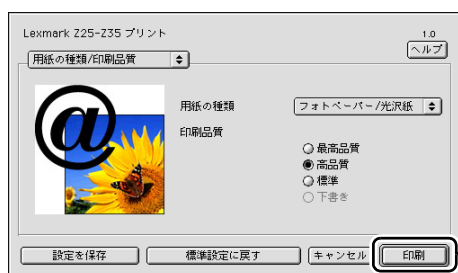 Lexmark Z25-Z35 プリント
1.0
ヘルプ
用紙の種類/印刷品質
用紙の種類
フォトペーパー/光沢紙
印刷品質
最高品質
高品質
標準
下書き
設定を保存
標準設定に戻す
キャンセル
印刷
@